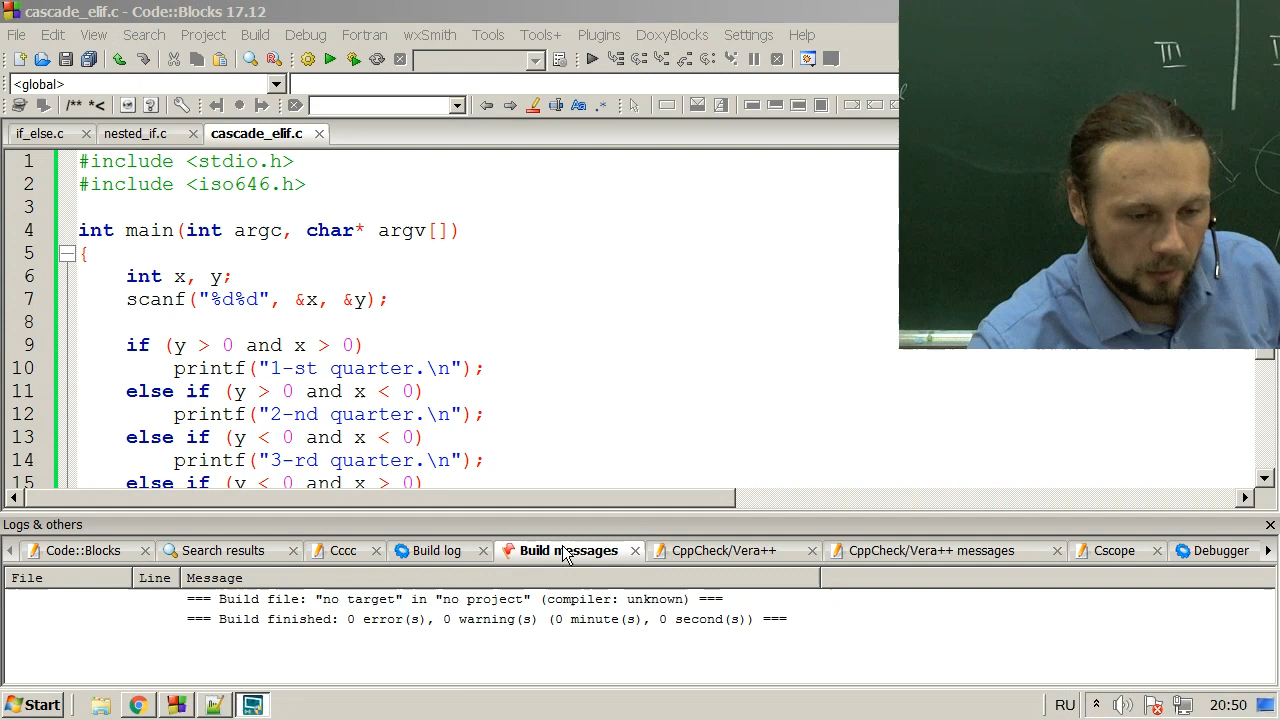 cascade_elif.c - Code::Blocks 17.12
File Edit View Search Project Build Debug Fortran wxSmith Tools Tools+ Plugins DoxyBlocks Settings Help
<global>
/** *<
if_else.c nested_if.c cascade_elif.c
1 #include <stdio.h>
2 #include <iso646.h>
3
4 int main(int argc, char* argv[])
5 {
6 int x, y;
7 scanf("%d%d", &x, &y);
8
9 if (y > 0 and x > 0)
10 printf("1-st quarter.\n");
11 else if (y > 0 and x < 0)
12 printf("2-nd quarter.\n");
13 else if (y < 0 and x < 0)
14 printf("3-rd quarter.\n");
15 else if (y < 0 and x > 0)
Logs & others
Code::Blocks Search results Cccc Build log Build messages CppCheck/Vera++ CppCheck/Vera++ messages Cscope Debugger
File Line Message
=== Build file: "no target" in "no project" (compiler: unknown) ===
=== Build finished: 0 error(s), 0 warning(s) (0 minute(s), 0 second(s)) ===
Start RU 20:50
III